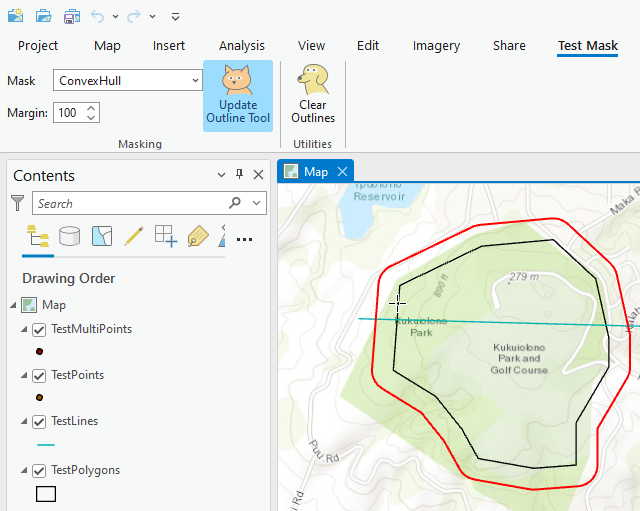 Project Map Insert Analysis View Edit Imagery Share Test Mask
Mask ConvexHull
Margin: 100
Update
Outline Tool
Clear
Outlines
Masking
Utilities
Contents
Search
Drawing Order
Map
TestMultiPoints
TestPoints
TestLines
TestPolygons
Map
Reservoir
Maka R
800 ft
279 m
Kukuiolono
Park
Kukuiolono
Park and
Golf Course
Puu Rd
i Rd